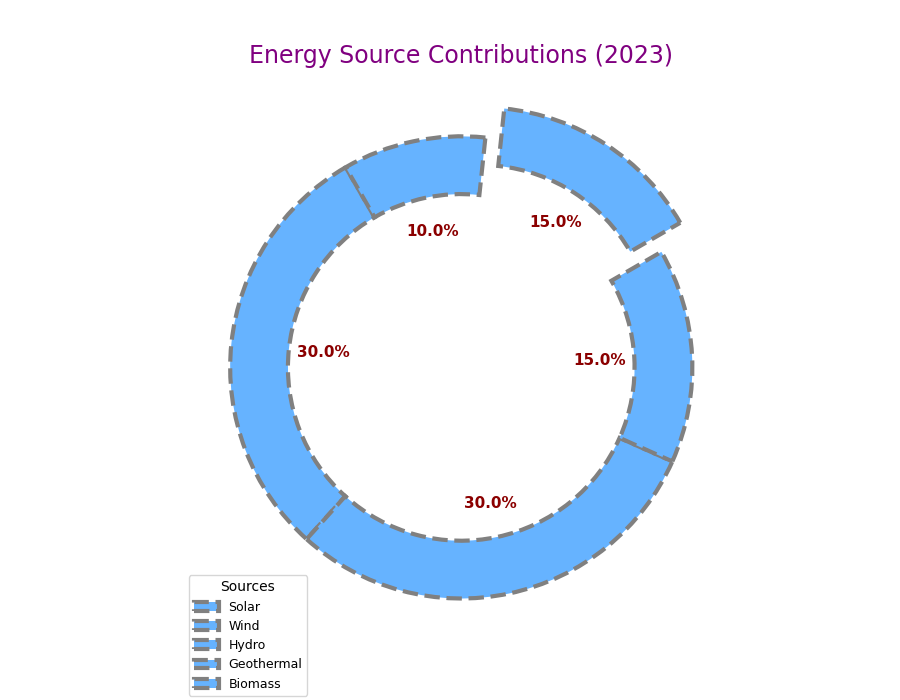 Energy Source Contributions (2023)
10.0%
15.0%
30.0%
15.0%
30.0%
Sources
Solar
Wind
Hydro
Geothermal
Biomass